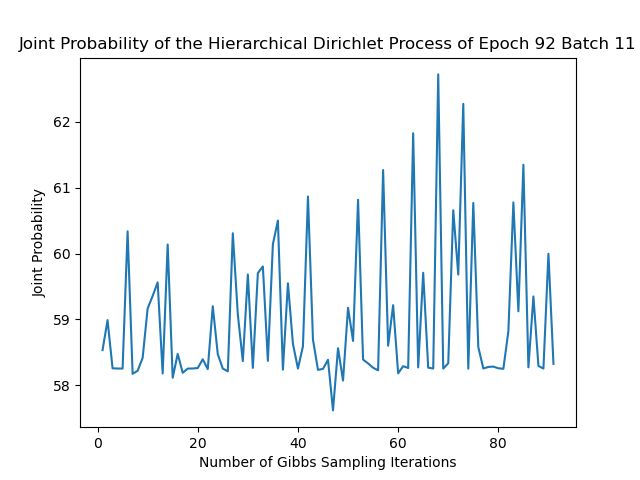 Joint Probability of the Hierarchical Dirichlet Process of Epoch 92 Batch 11
62
61
60
59
58
Joint Probability
0 20 40 60 80
Number of Gibbs Sampling Iterations